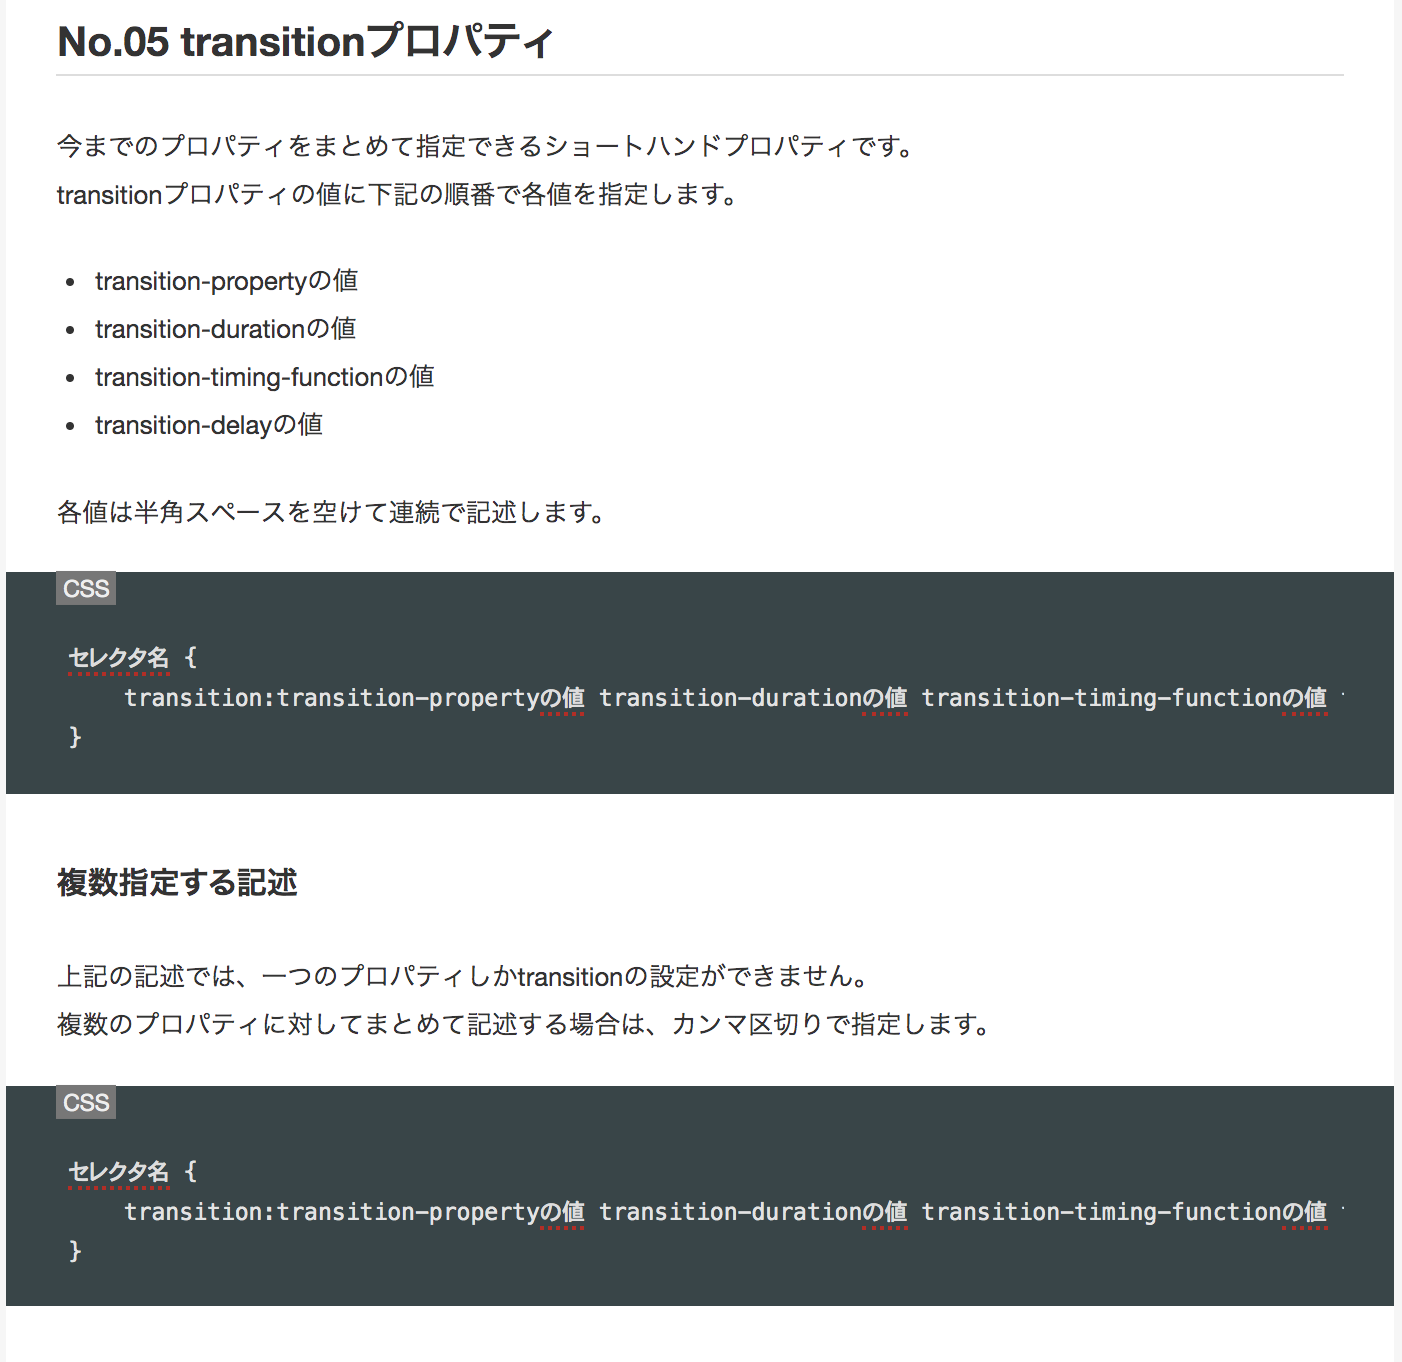 No.05 transitionプロパティ
今までのプロパティをまとめて指定できるショートハンドプロパティです。
transitionプロパティの値に下記の順番で各値を指定します。
• transition-propertyの値
• transition-durationの値
• transition-timing-functionの値
• transition-delayの値
各値は半角スペースを空けて連続で記述します。
CSS
セレクタ名 {
transition:transition-propertyの値 transition-durationの値 transition-timing-functionの値
}
複数指定する記述
上記の記述では、一つのプロパティしかtransitionの設定ができません。
複数のプロパティに対してまとめて記述する場合は、カンマ区切りで指定します。
CSS
セレクタ名 {
transition:transition-propertyの値 transition-durationの値 transition-timing-functionの値
}